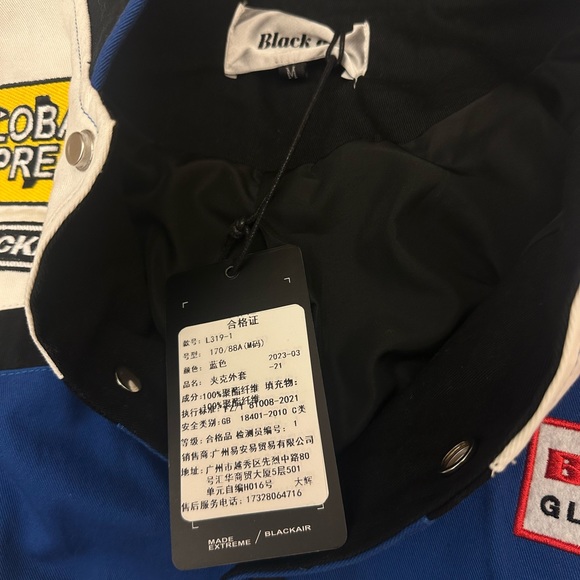 Black
M
COBA
PRE
CK
合格证
款号: L319-1
号型: 170/88A(M码)
颜色: 蓝色 2023-03-21
品名: 夹克外套
成分:100%聚酯纤维 填充物:
100%聚酯纤维
执行标准: FZ/T 81008-2021
安全类别:GB 18401-2010 C类
等级:合格品 检测员编号: 1
销售商:广州易安易贸易有限公司
地址:广州市越秀区先烈中路80
号汇华商贸大厦5层501
单元自编H016号 大辉
售后服务电话:17328064716
MADE EXTREME / BLACKAIR
B
GL